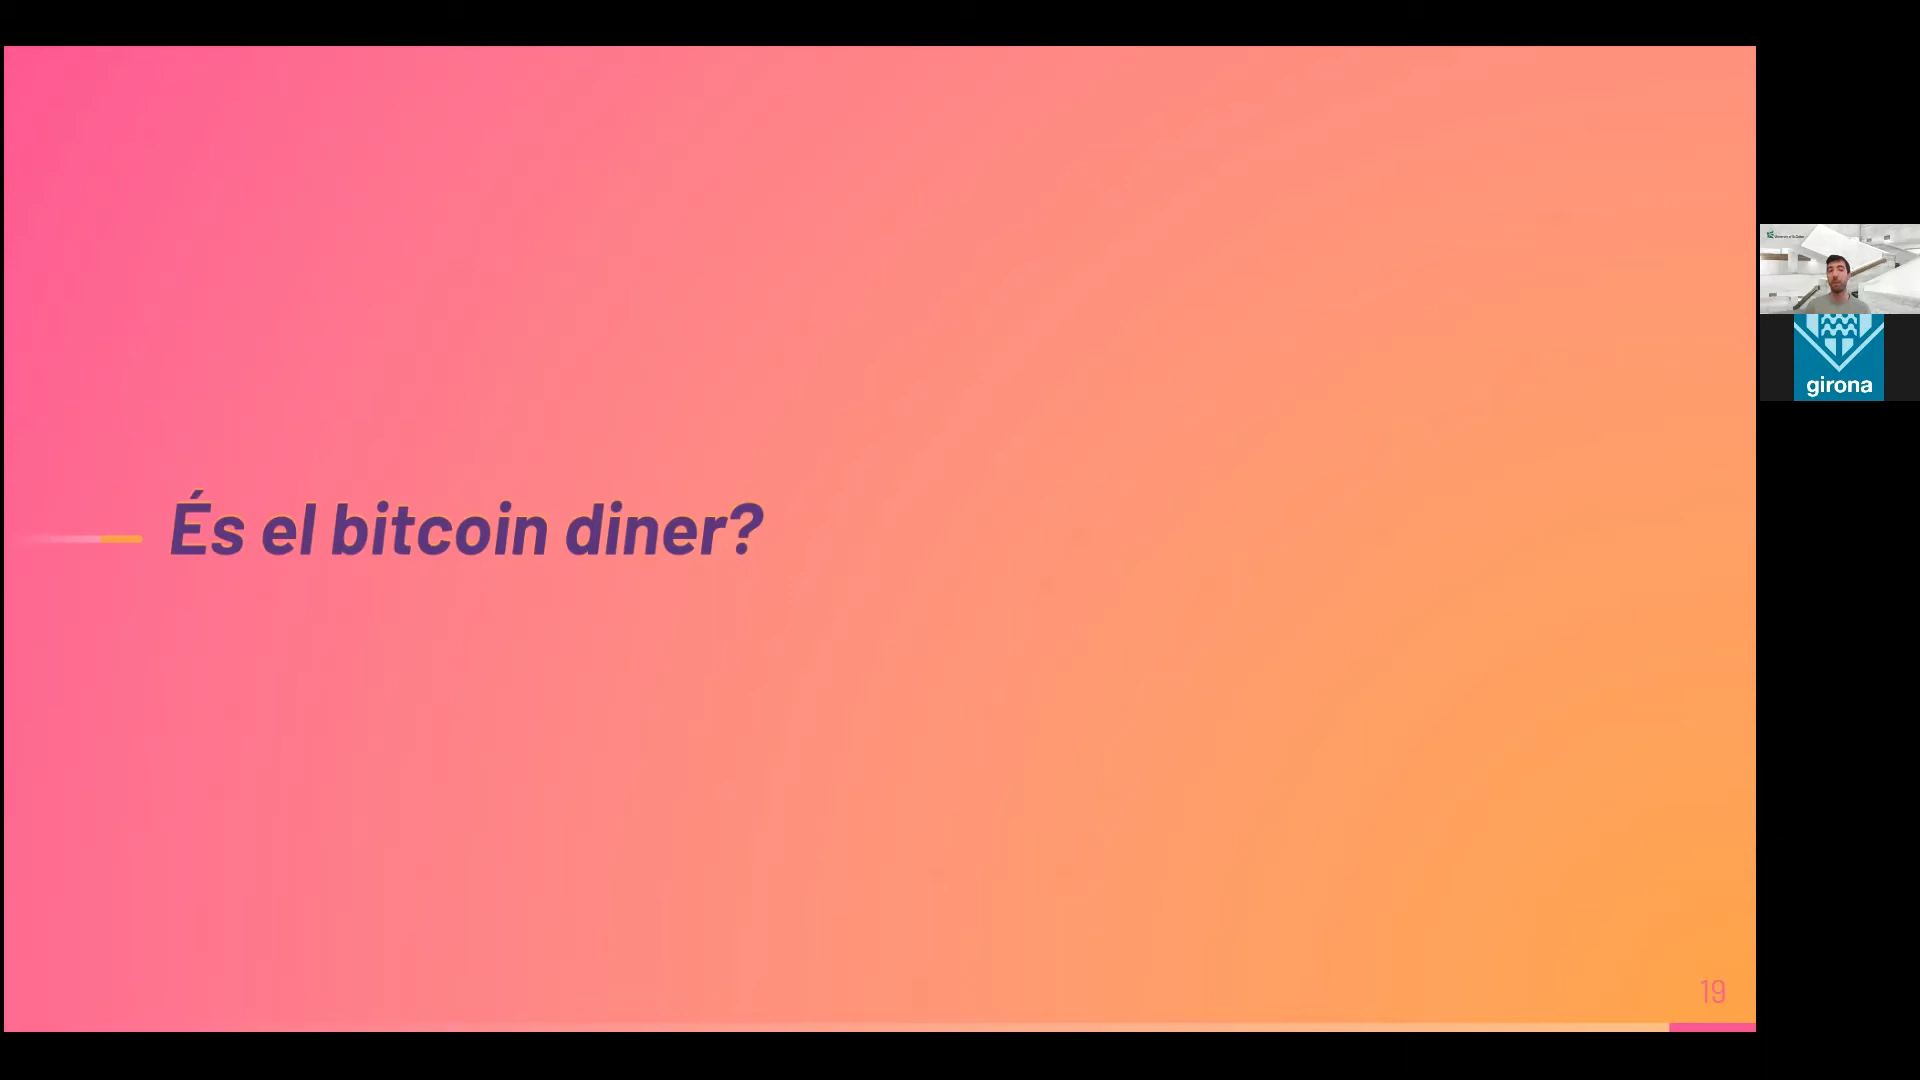 És el bitcoin diner?
19
girona